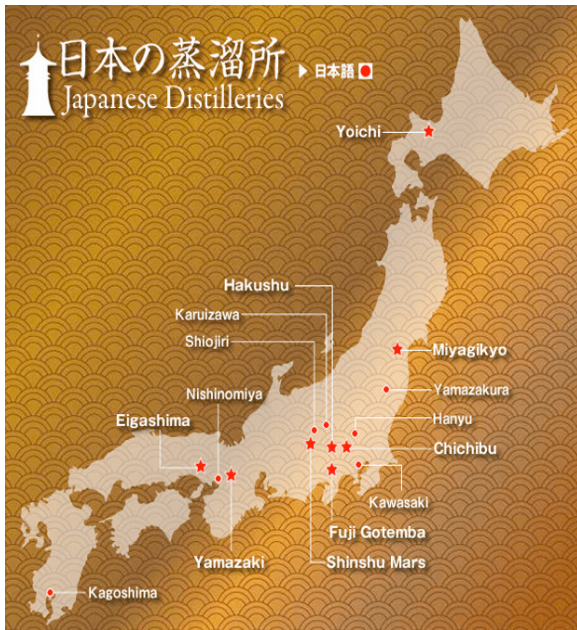 日本の蒸溜所
日本語
Japanese Distilleries
Yoichi
Hakushu
Karuizawa
Shiojiri
Miyagikyo
Nishinomiya
Yamazakura
Eigashima
Hanyu
Chichibu
Kawasaki
Fuji Gotemba
Yamazaki
Shinshu Mars
Kagoshima